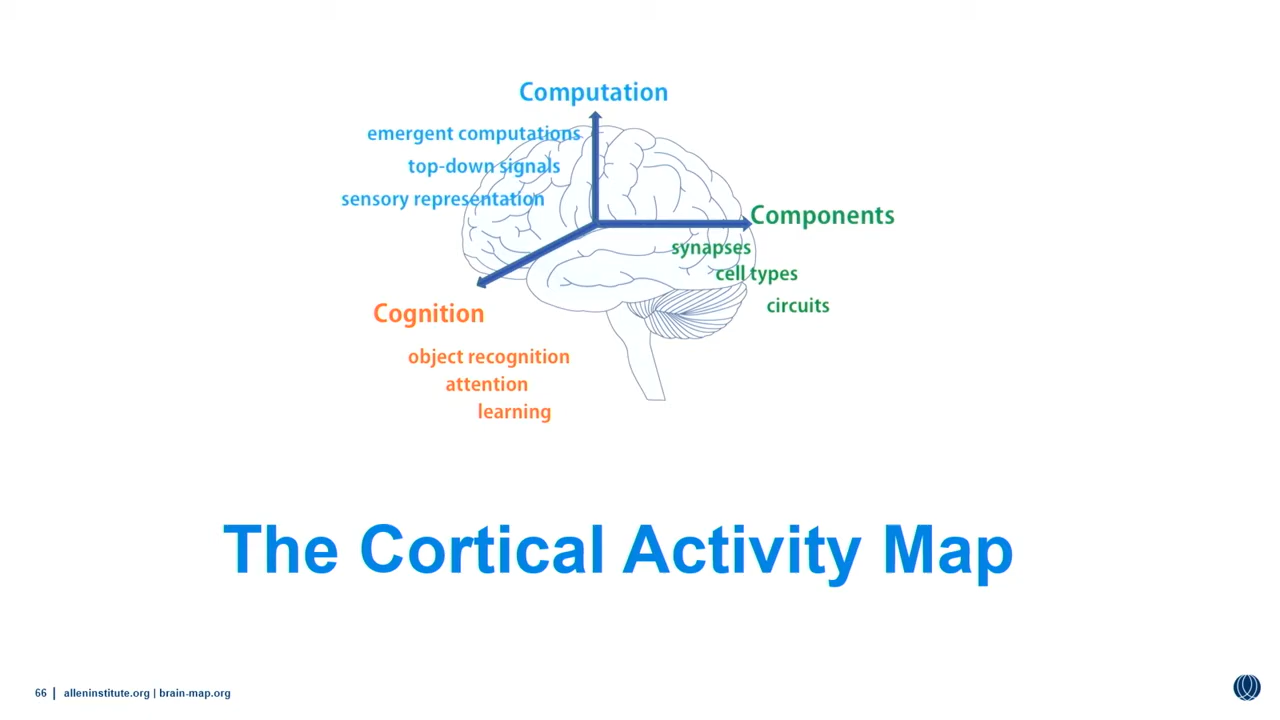 Computation
emergent computations
top-down signals
sensory representation
Components
synapses
cell types
circuits
Cognition
object recognition
attention
learning
The Cortical Activity Map
66 | alleninstitute.org | brain-map.org